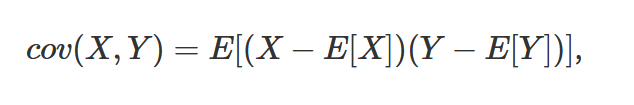 cov(X, Y) = E[(X − E[X])(Y − E[Y])],